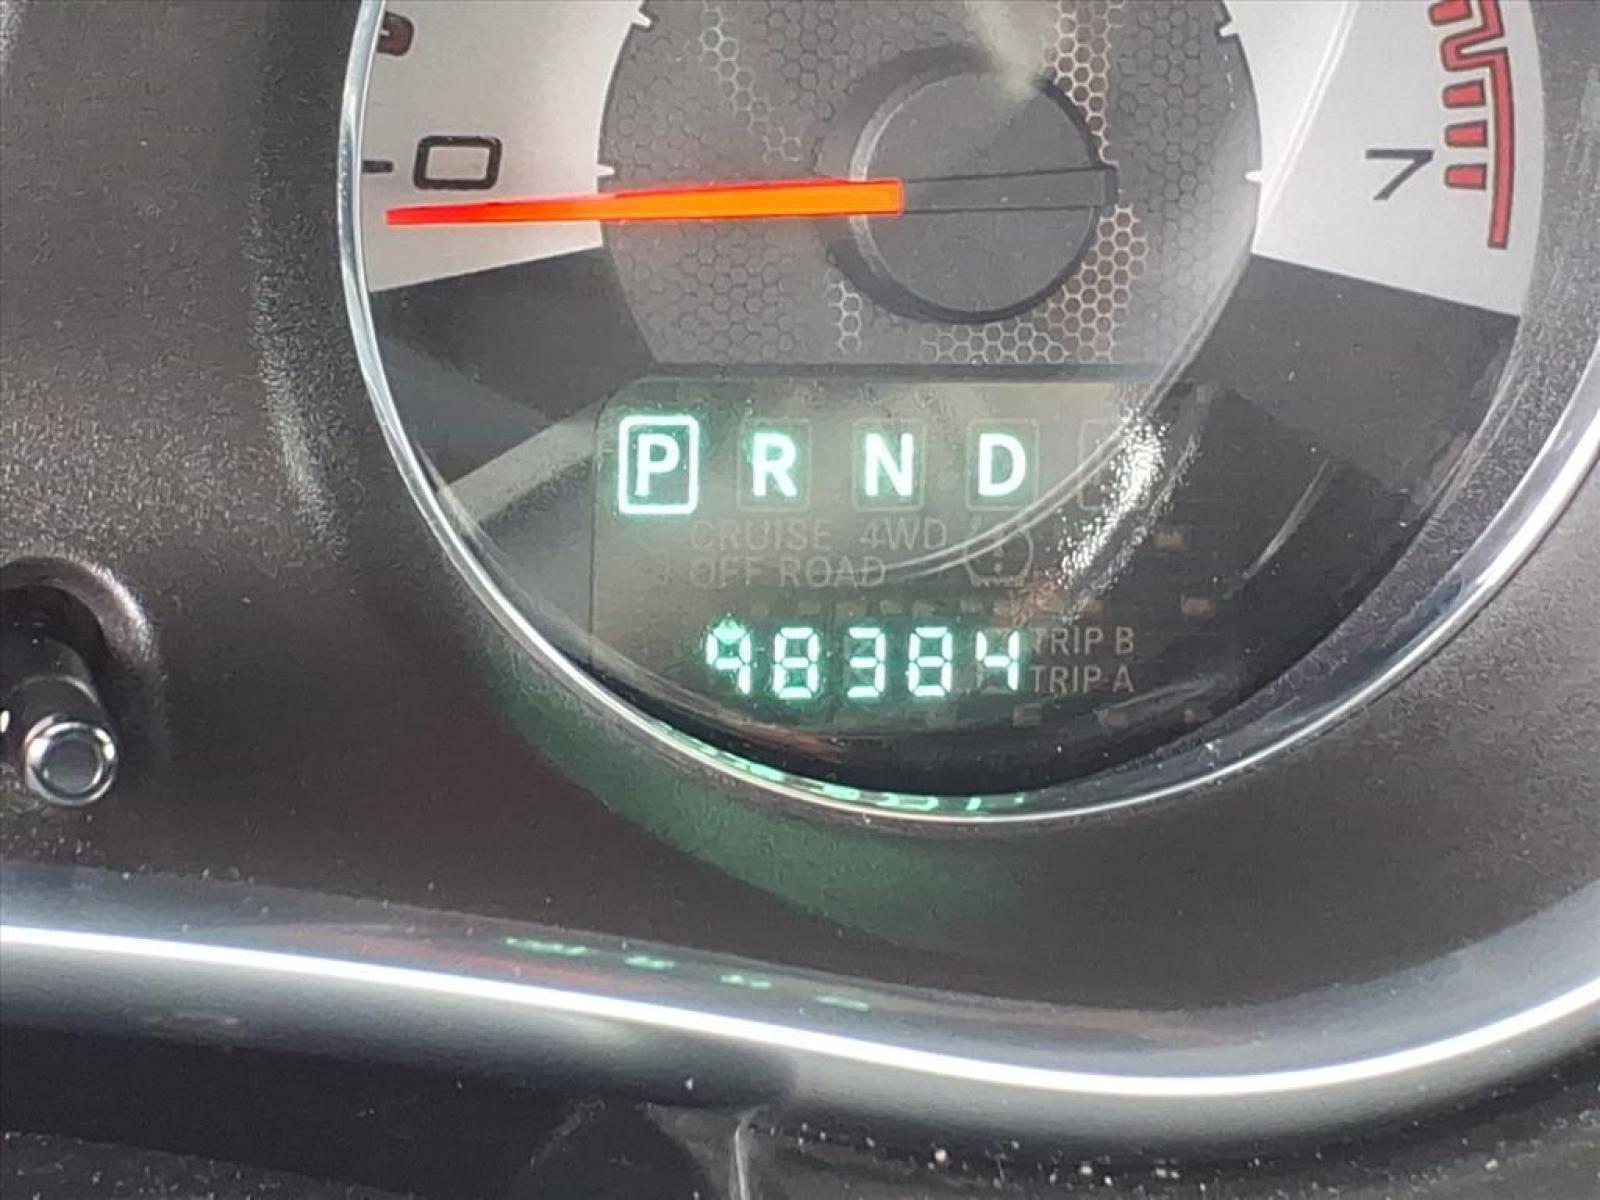 0
7
P R N D
CRUISE 4WD
OFF ROAD
TRIP B
98384 TRIP A